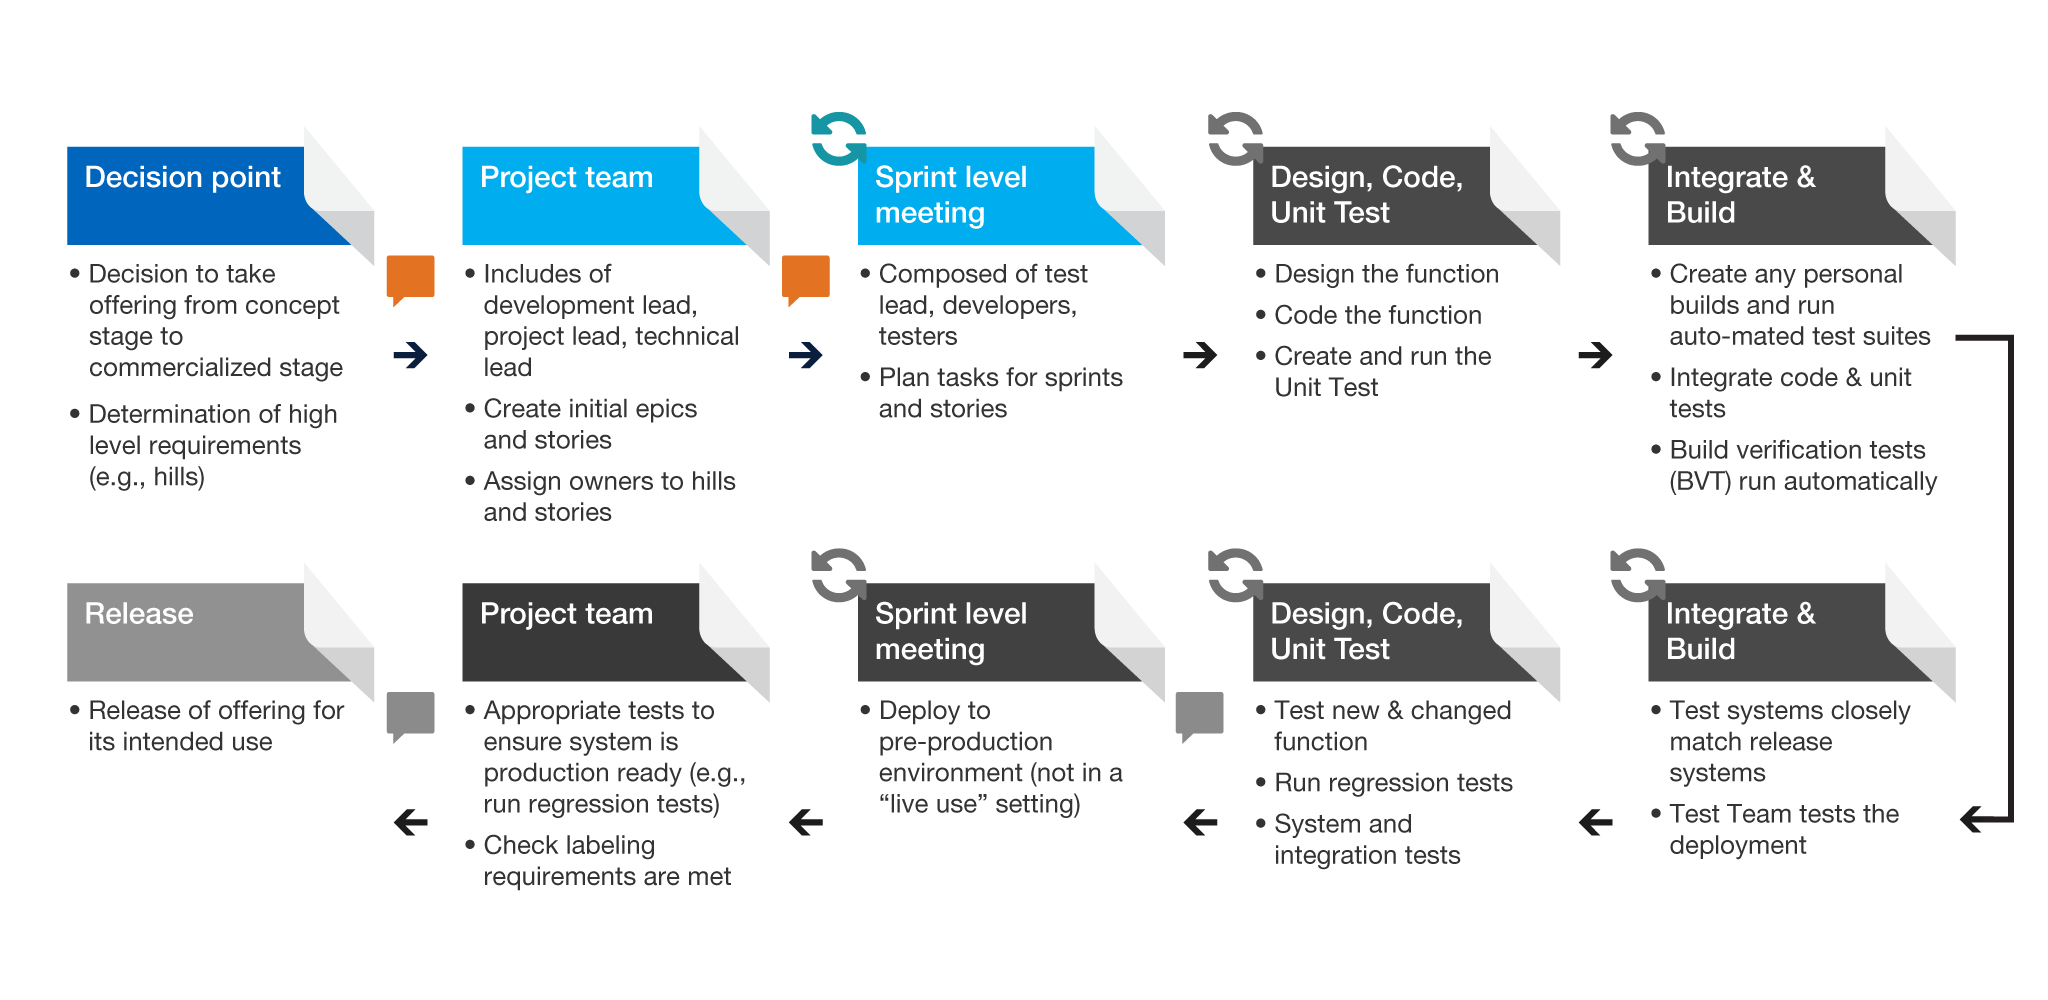 Decision point
• Decision to take
offering from concept
stage to
commercialized stage
• Determination of high
level requirements
(e.g., hills)
Project team
• Includes of
development lead,
project lead, technical
lead
• Create initial epics
and stories
• Assign owners to hills
and stories
Sprint level
meeting
• Composed of test
lead, developers,
testers
• Plan tasks for sprints
and stories
Design, Code,
Unit Test
• Design the function
• Code the function
• Create and run the
Unit Test
Integrate &
Build
• Create any personal
builds and run
auto-mated test suites
• Integrate code & unit
tests
• Build verification tests
(BVT) run automatically
Release
• Release of offering for
its intended use
Project team
• Appropriate tests to
ensure system is
production ready (e.g.,
run regression tests)
• Check labeling
requirements are met
Sprint level
meeting
• Deploy to
pre-production
environment (not in a
“live use” setting)
Design, Code,
Unit Test
• Test new & changed
function
• Run regression tests
• System and
integration tests
Integrate &
Build
• Test systems closely
match release
systems
• Test Team tests the
deployment